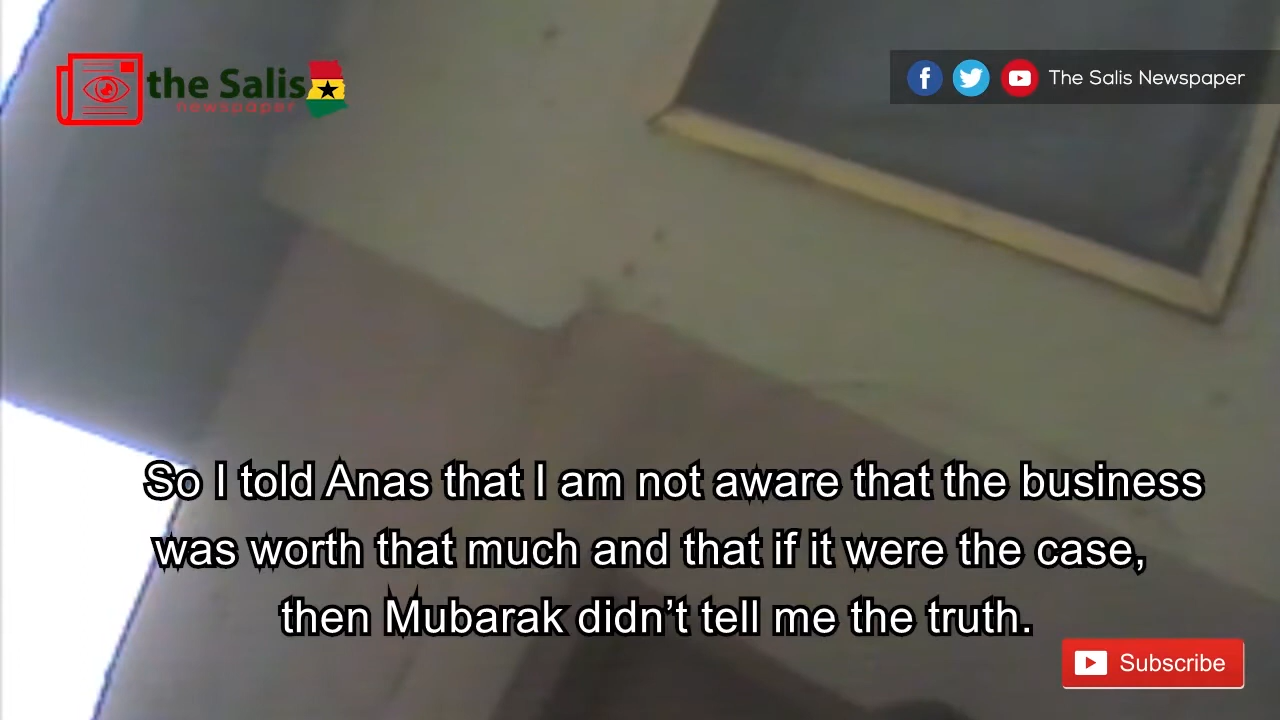 the Salis
newspaper
The Salis Newspaper
So I told Anas that I am not aware that the business
was worth that much and that if it were the case,
then Mubarak didn’t tell me the truth.
Subscribe